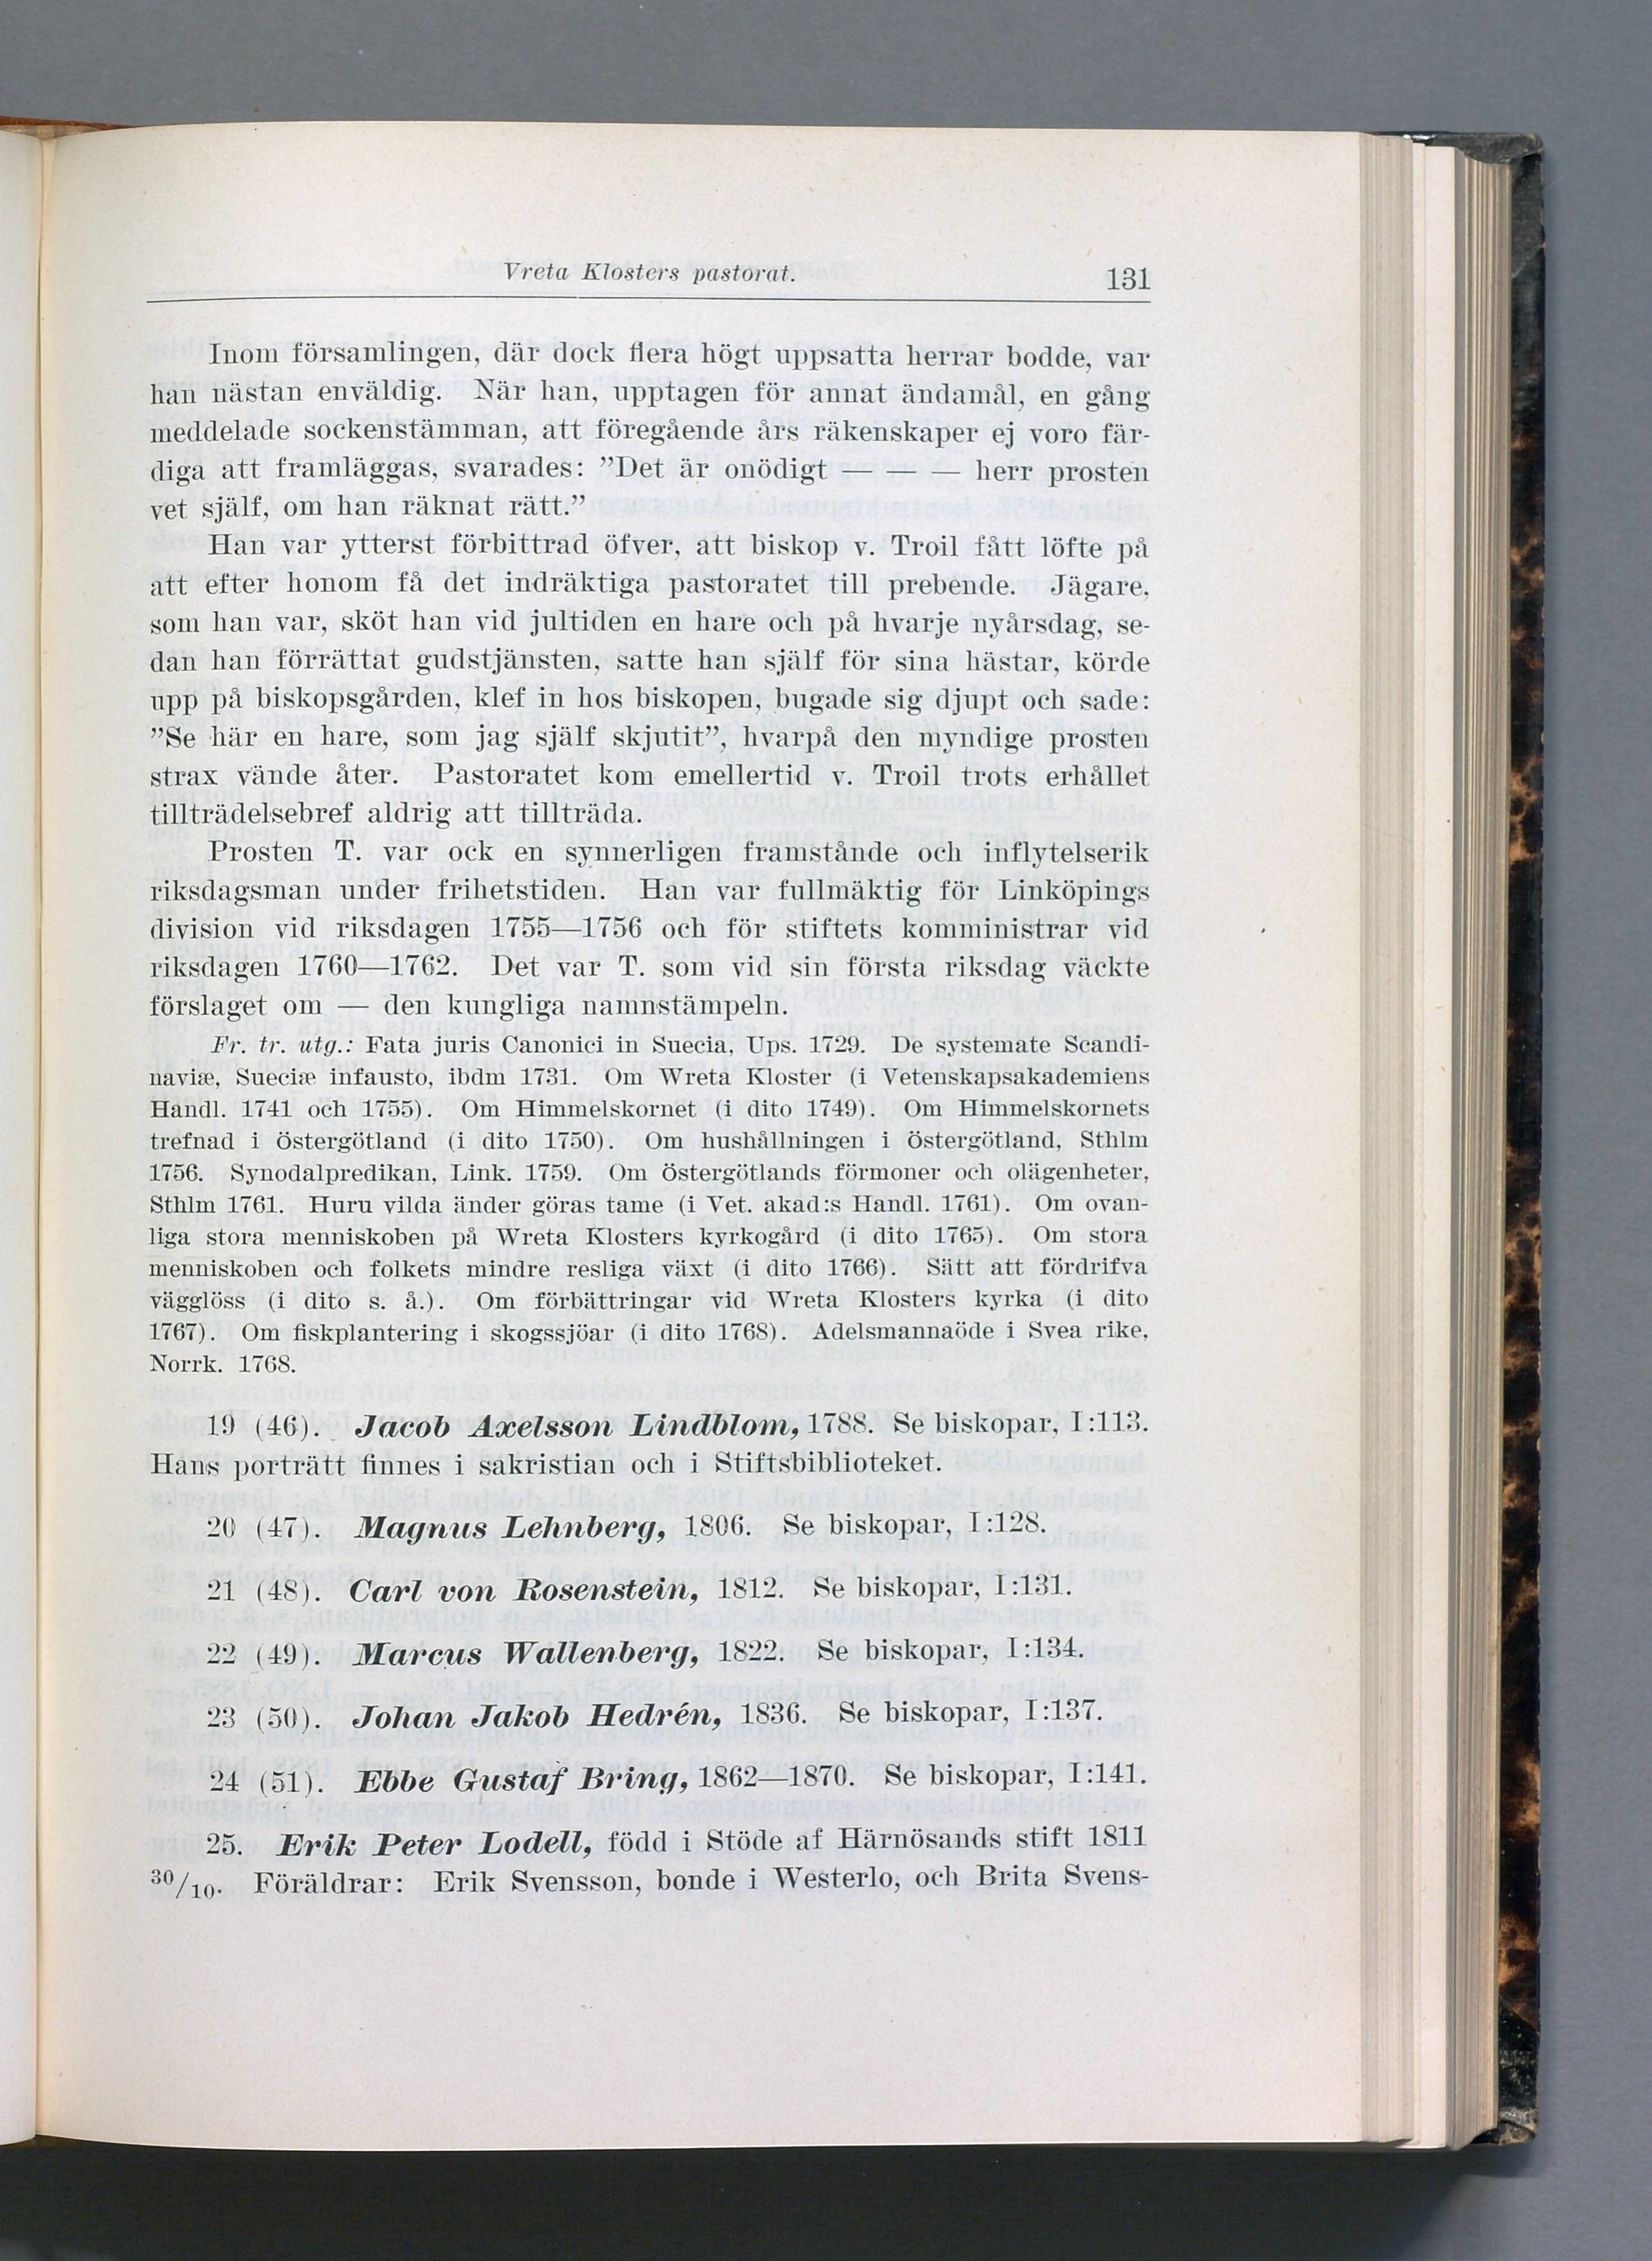 Vreta Klosters pastorat. 131
Inom församlingen, där dock flera högt uppsatta herrar bodde, var
han nästan enväldig. När han, upptagen för annat ändamål, en gång
meddelade sockenstämman, att föregående års räkenskaper ej voro fär-
diga att framläggas, svarades: ”Det är onödigt — — — herr prosten
vet själf, om han räknat rätt.”
Han var ytterst förbittrad öfver, att biskop v. Troil fått löfte på
att efter honom få det indräktiga pastoratet till prebende. Jägare,
som han var, sköt han vid jultiden en hare och på hvarje nyårsdag, se-
dan han förrättat gudstjänsten, satte han själf för sina hästar, körde
upp på biskopsgården, klef in hos biskopen, bugade sig djupt och sade:
”Se här en hare, som jag själf skjutit”, hvarpå den myndige prosten
strax vände åter. Pastoratet kom emellertid v. Troil trots erhållet
tillträdelsebref aldrig att tillträda.
Prosten T. var ock en synnerligen framstånde och inflytelserik
riksdagsman under frihetstiden. Han var fullmäktig för Linköpings
division vid riksdagen 1755—1756 och för stiftets komministrar vid
riksdagen 1760—1762. Det var T. som vid sin första riksdag väckte
förslaget om — den kungliga namnstämpeln.
Fr. tr. utg.: Fata juris Canonici in Suecia, Ups. 1729. De systemate Scandi-
naviæ, Sueciæ infausto, ibdm 1731. Om Wreta Kloster (i Vetenskapsakademiens
Handl. 1741 och 1755). Om Himmelskornet (i dito 1749). Om Himmelskornets
trefnad i Östergötland (i dito 1750). Om hushållningen i Östergötland, Sthlm
1756. Synodalpredikan, Link. 1759. Om Östergötlands förmoner och olägenheter,
Sthlm 1761. Huru vilda änder göras tame (i Vet. akad:s Handl. 1761). Om ovan-
liga stora menniskoben på Wreta Klosters kyrkogård (i dito 1765). Om stora
menniskoben och folkets mindre resliga växt (i dito 1766). Sätt att fördrifva
vägglöss (i dito s. å.). Om förbättringar vid Wreta Klosters kyrka (i dito
1767). Om fiskplantering i skogssjöar (i dito 1768). Adelsmannaöde i Svea rike,
Norrk. 1768.
19 (46). Jacob Axelsson Lindblom, 1788. Se biskopar, I:113.
Hans porträtt finnes i sakristian och i Stiftsbiblioteket.
20 (47). Magnus Lehnberg, 1806. Se biskopar, I:128.
21 (48). Carl von Rosenstein, 1812. Se biskopar, I:131.
22 (49). Marcus Wallenberg, 1822. Se biskopar, I:134.
23 (50). Johan Jakob Hedrén, 1836. Se biskopar, I:137.
24 (51). Ebbe Gustaf Bring, 1862—1870. Se biskopar, I:141.
25. Erik Peter Lodell, född i Stöde af Härnösands stift 1811
30/10. Föräldrar: Erik Svensson, bonde i Westerlo, och Brita Svens-